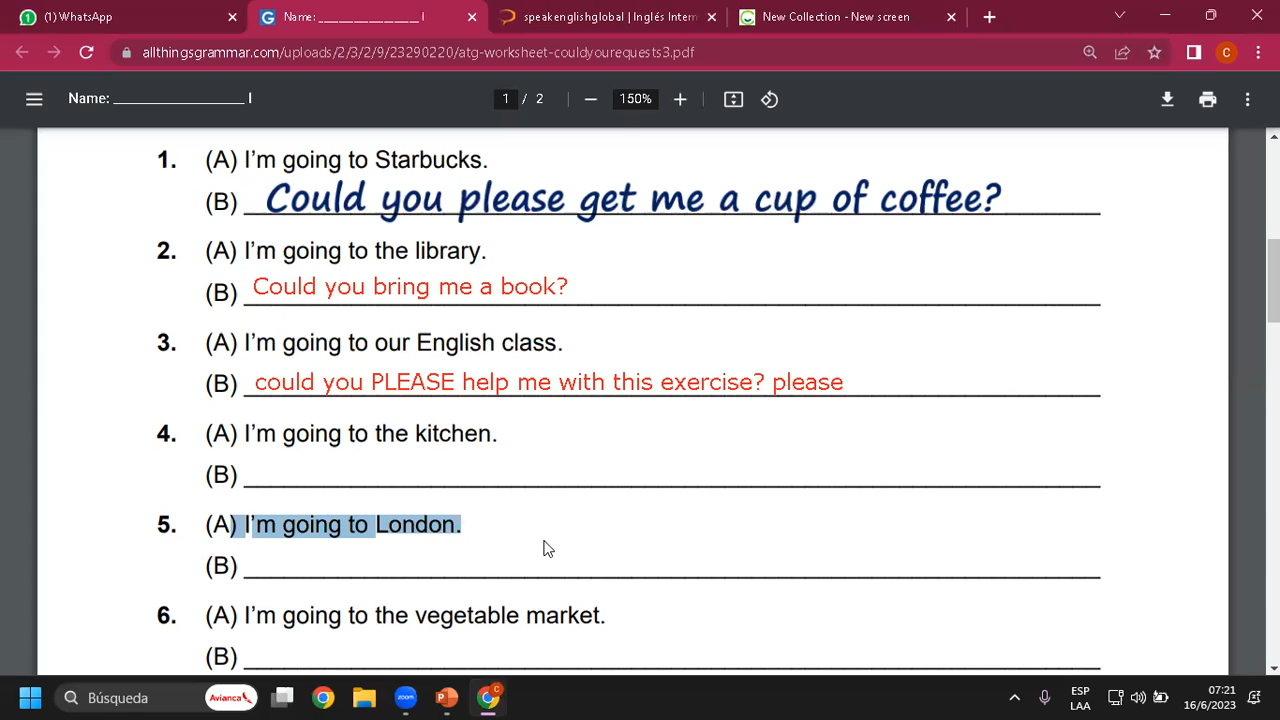 (1) WhatsApp
Name: ____________________ I
speakenglishglobal | Inglés Intern
New Collection - New screen
allthingsgrammar.com/uploads/2/3/2/9/23290220/atg-worksheet-couldyourequests3.pdf
C
Name: ____________________ I
1 / 2
150%
1. (A) I'm going to Starbucks.
(B) Could you please get me a cup of coffee?
2. (A) I'm going to the library.
(B) Could you bring me a book?
3. (A) I'm going to our English class.
(B) could you PLEASE help me with this exercise? please
4. (A) I'm going to the kitchen.
(B)
5. (A) I'm going to London.
(B)
6. (A) I'm going to the vegetable market.
(B)
Búsqueda
Avianca
zoom
C
ESP
LAA
07:21
16/6/2023